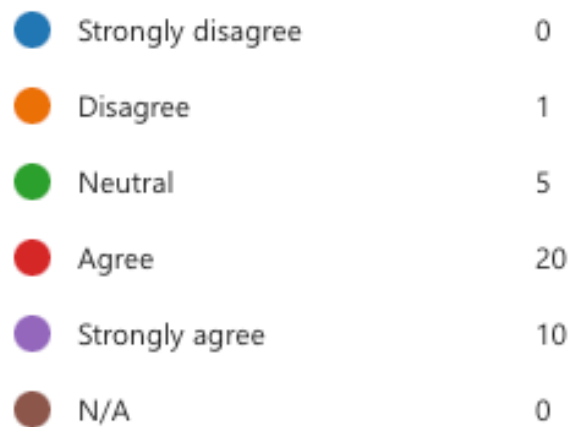 Strongly disagree 0
Disagree 1
Neutral 5
Agree 20
Strongly agree 10
N/A 0